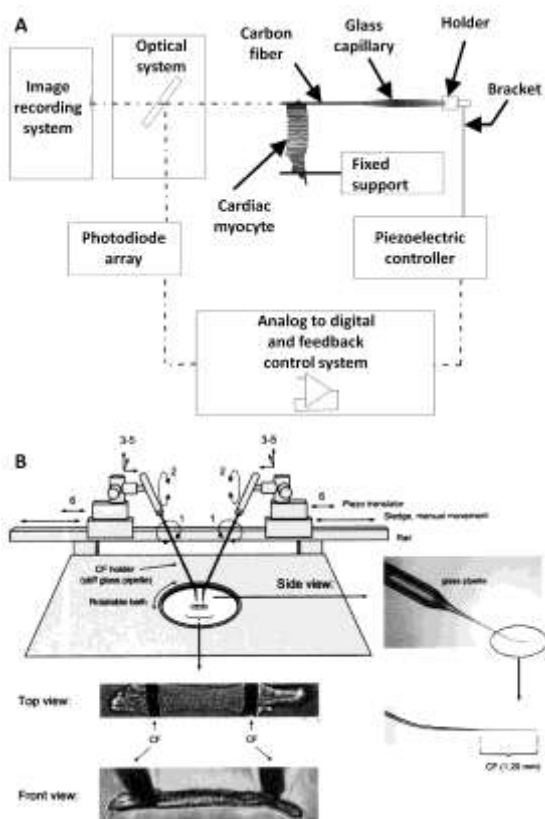 A
Optical
system
Carbon
fiber
Glass
capillary
Holder
Image
recording
system
Bracket
Fixed
support
Cardiac
myocyte
Photodiode
array
Piezoelectric
controller
Analog to digital
and feedback
control system
B
3-5
3-5
2
2
6
6
1
1
Piezo translator
Sledge, manual movement
Rail
CF holder
(stiff glass pipette)
Rotatable bath
Side view:
glass pipette
Top view:
CF
CF
CF (1,20 mm)
Front view: